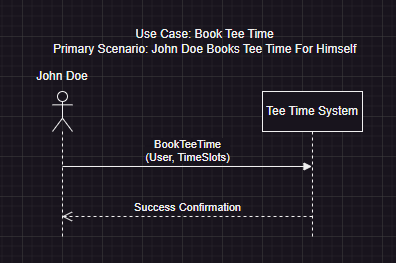 Use Case: Book Tee Time
Primary Scenario: John Doe Books Tee Time For Himself
John Doe
Tee Time System
BookTeeTime
(User, TimeSlots)
Success Confirmation